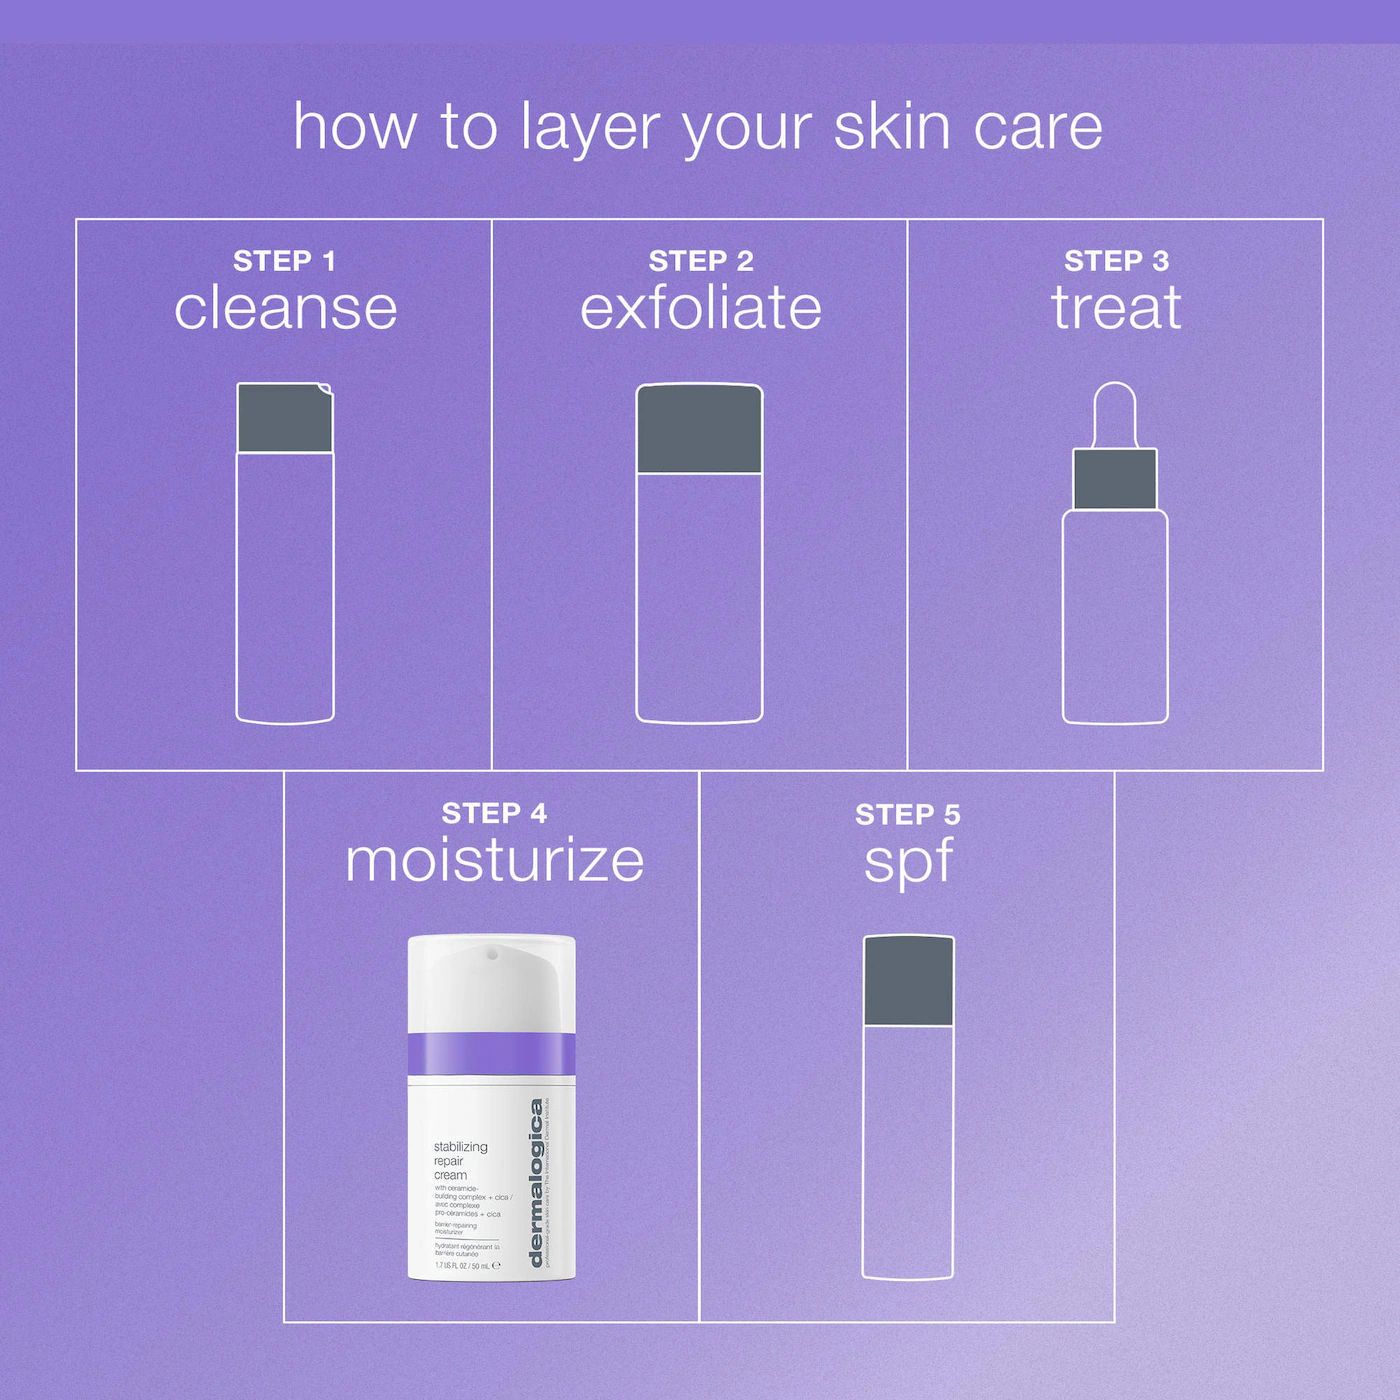 how to layer your skin care
STEP 1
cleanse
STEP 2
exfoliate
STEP 3
treat
STEP 4
moisturize
stabilizing
repair
cream
with ceramide-
building complex + cica /
avec complexe
pro-céramides + cica
barrier-repairing
moisturizer
hydratant régénérant la
barrière cutanée
1.7 US FL OZ / 50 mL ℮
dermalogica
professional-grade skin care by The International Dermal Institute
STEP 5
spf